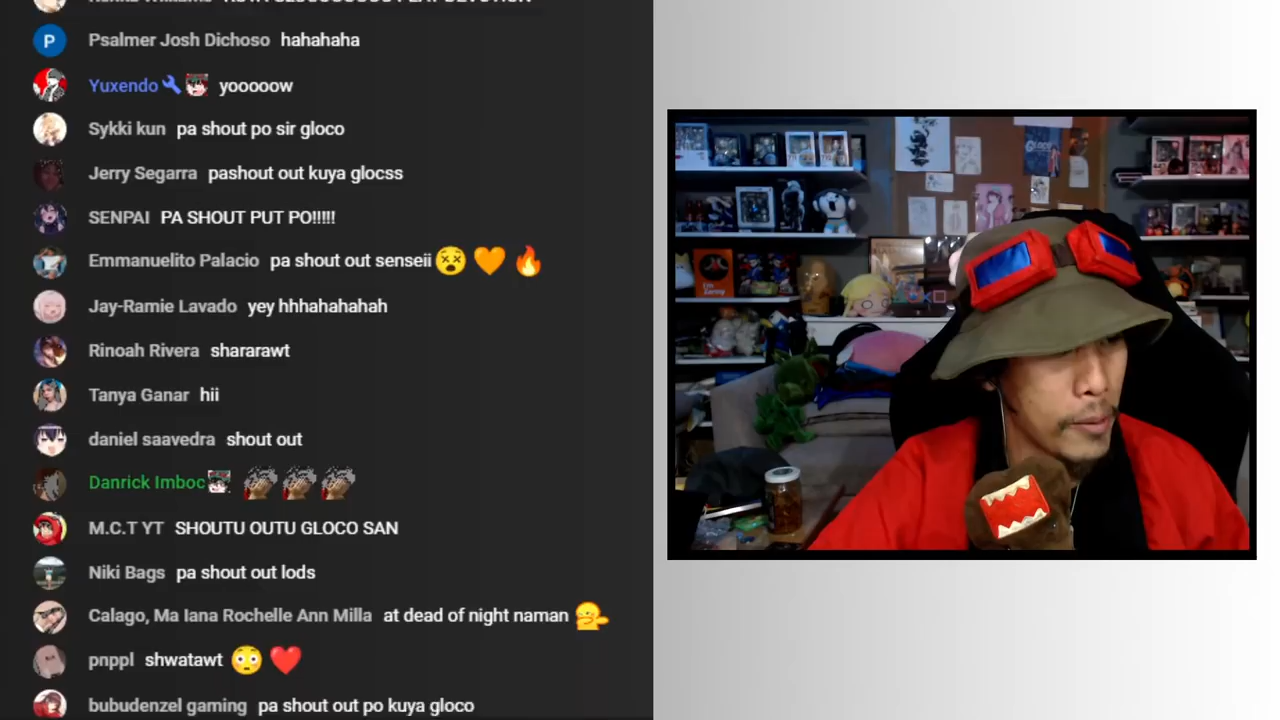 Psalmer Josh Dichoso hahahaha
Yuxendo yooooow
Sykki kun pa shout po sir gloco
Jerry Segarra pashout out kuya glocss
SENPAI PA SHOUT PUT PO!!!!!
Emmanuelito Palacio pa shout out senseii
Jay-Ramie Lavado yey hhhahahahah
Rinoah Rivera shararawt
Tanya Ganar hii
daniel saavedra shout out
Danrick Imboc
M.C.T YT SHOUTU OUTU GLOCO SAN
Niki Bags pa shout out lods
Calago, Ma Iana Rochelle Ann Milla at dead of night naman
pnppl shwatawt
bubudenzel gaming pa shout out po kuya gloco
P